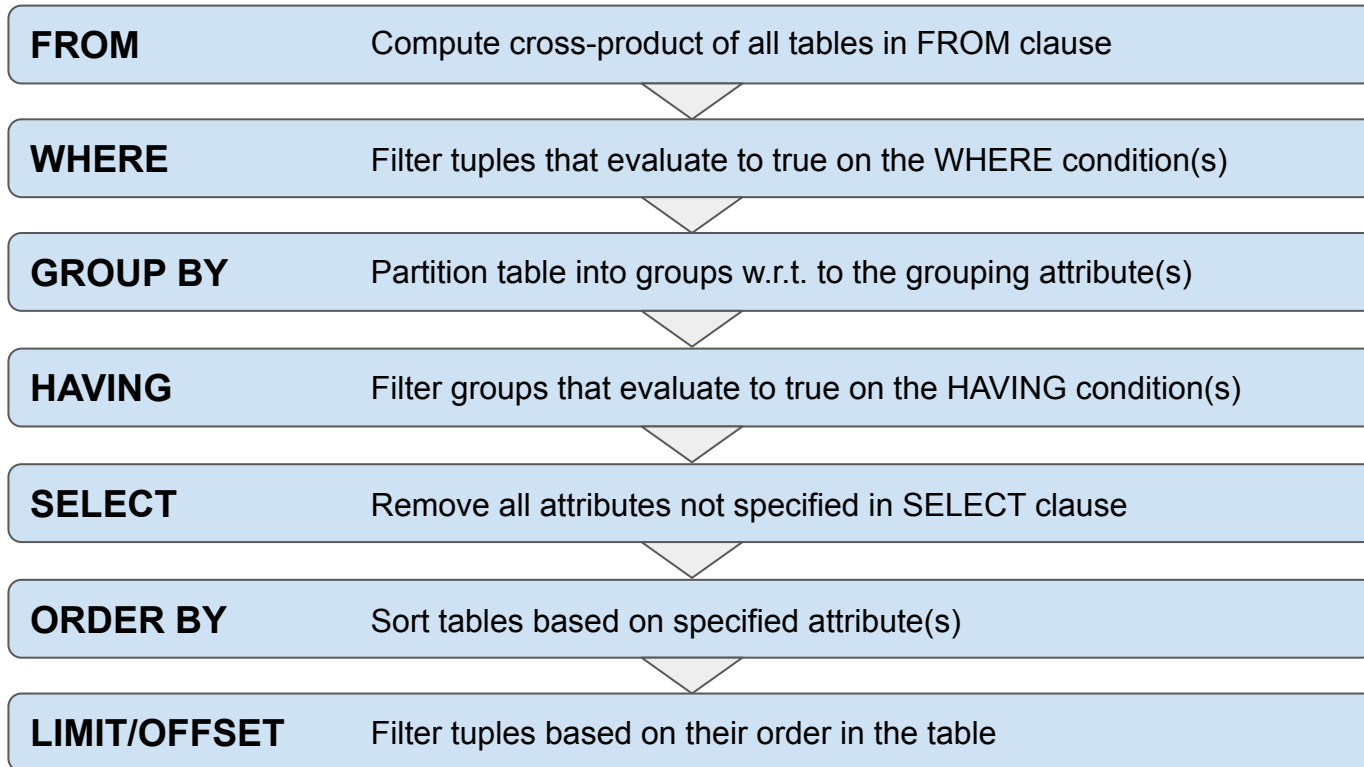 FROM Compute cross-product of all tables in FROM clause
WHERE Filter tuples that evaluate to true on the WHERE condition(s)
GROUP BY Partition table into groups w.r.t. to the grouping attribute(s)
HAVING Filter groups that evaluate to true on the HAVING condition(s)
SELECT Remove all attributes not specified in SELECT clause
ORDER BY Sort tables based on specified attribute(s)
LIMIT/OFFSET Filter tuples based on their order in the table